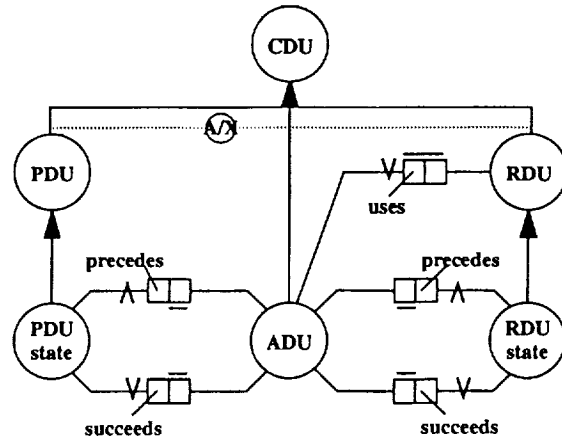 CDU
A/X
PDU
RDU
uses
precedes
precedes
PDU
state
ADU
RDU
state
succeeds
succeeds